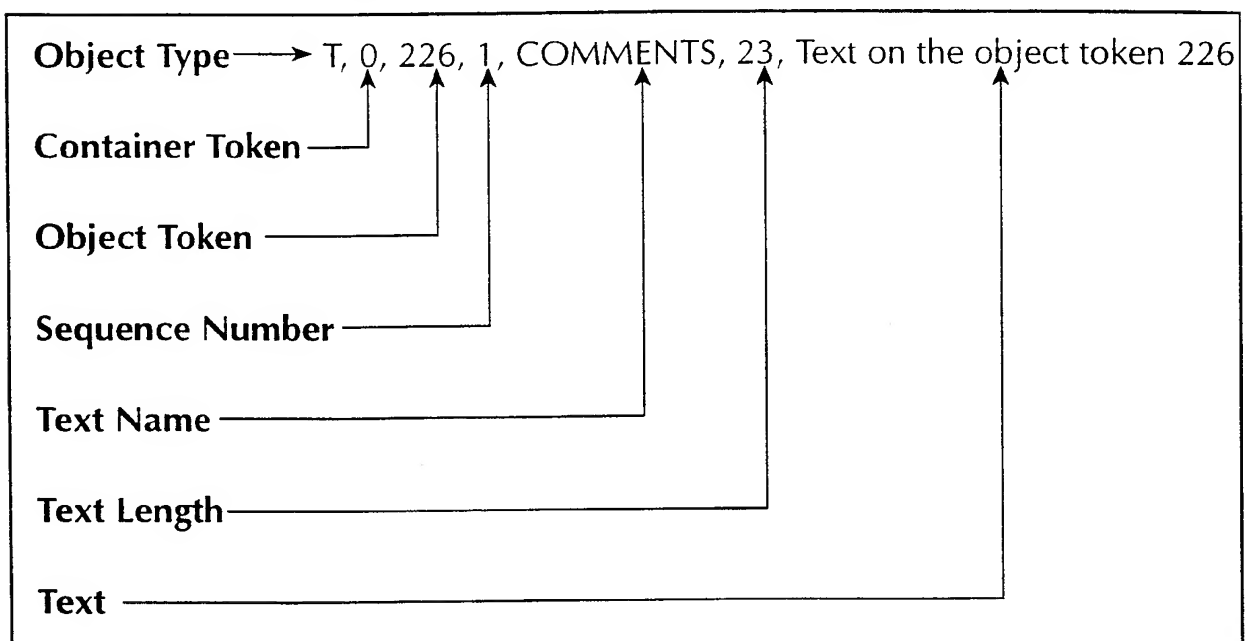 Object Type T, 0, 226, 1, COMMENTS, 23, Text on the object token 226
Container Token
Object Token
Sequence Number
Text Name
Text Length
Text